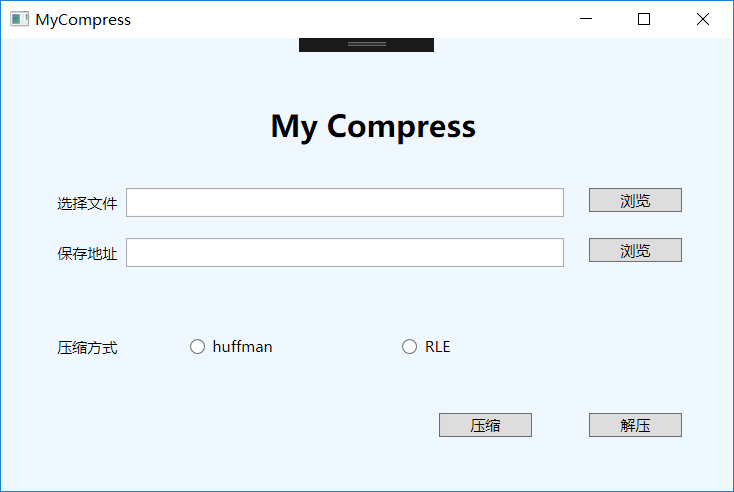 MyCompress
My Compress
选择文件 浏览
保存地址 浏览
压缩方式 huffman RLE
压缩 解压